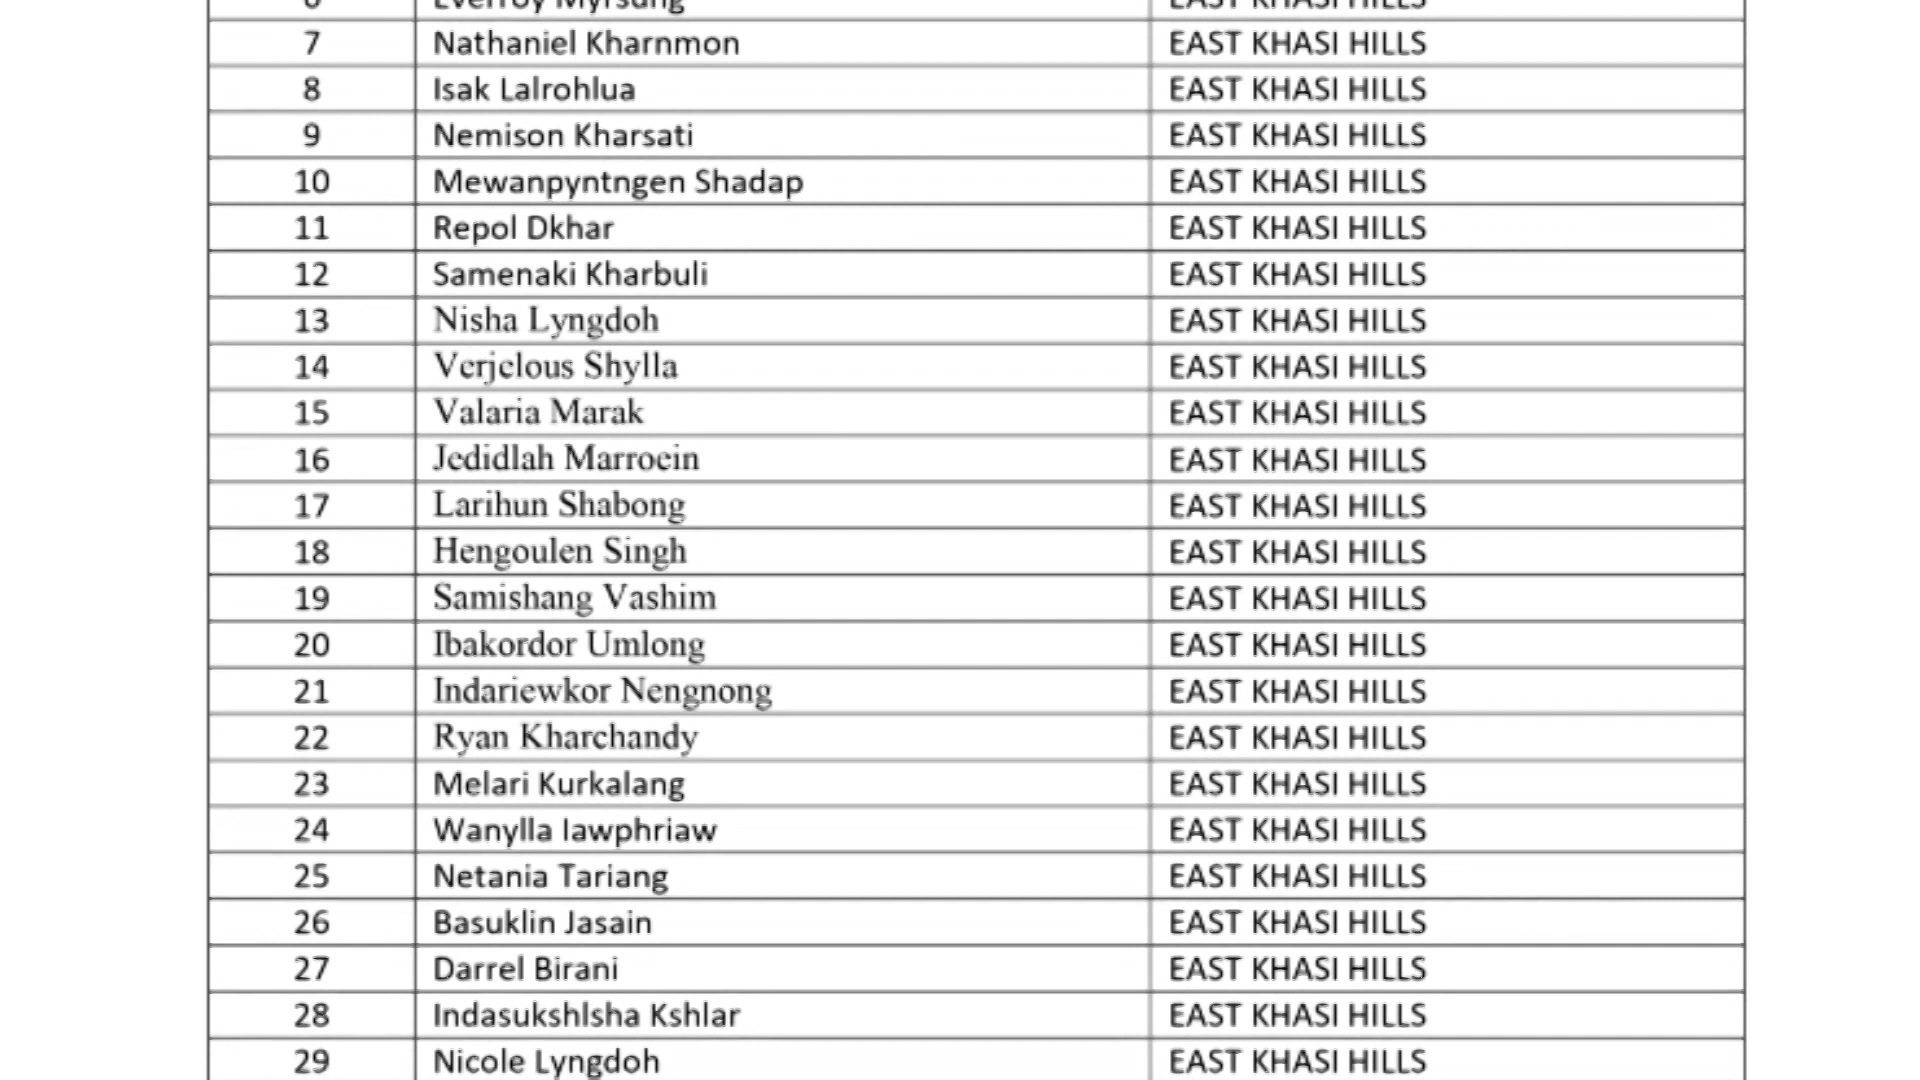 7 Nathaniel Kharnmon EAST KHASI HILLS
8 Isak Lalrohlua EAST KHASI HILLS
9 Nemison Kharsati EAST KHASI HILLS
10 Mewanpyntngen Shadap EAST KHASI HILLS
11 Repol Dkhar EAST KHASI HILLS
12 Samenaki Kharbuli EAST KHASI HILLS
13 Nisha Lyngdoh EAST KHASI HILLS
14 Verjelous Shylla EAST KHASI HILLS
15 Valaria Marak EAST KHASI HILLS
16 Jedidlah Marroein EAST KHASI HILLS
17 Larihun Shabong EAST KHASI HILLS
18 Hengoulen Singh EAST KHASI HILLS
19 Samishang Vashim EAST KHASI HILLS
20 Ibakordor Umlong EAST KHASI HILLS
21 Indariewkor Nengnong EAST KHASI HILLS
22 Ryan Kharchandy EAST KHASI HILLS
23 Melari Kurkalang EAST KHASI HILLS
24 Wanylla Iawphriaw EAST KHASI HILLS
25 Netania Tariang EAST KHASI HILLS
26 Basuklin Jasain EAST KHASI HILLS
27 Darrel Birani EAST KHASI HILLS
28 Indasukshlsha Kshlar EAST KHASI HILLS
29 Nicole Lyngdoh EAST KHASI HILLS